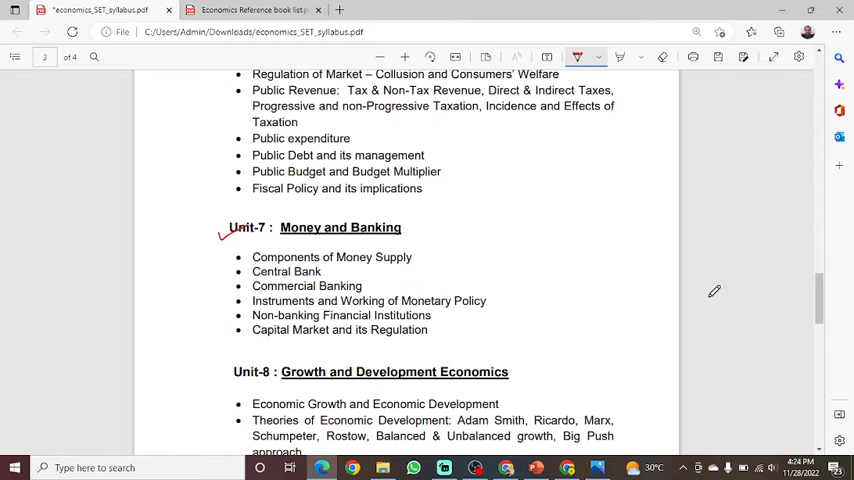 *economics_SET_syllabus.pdf
Economics Reference book list.p
File
C:/Users/Admin/Downloads/economics_SET_syllabus.pdf
3 of 4
Regulation of Market – Collusion and Consumers' Welfare
Public Revenue: Tax & Non-Tax Revenue, Direct & Indirect Taxes,
Progressive and non-Progressive Taxation, Incidence and Effects of
Taxation
Public expenditure
Public Debt and its management
Public Budget and Budget Multiplier
Fiscal Policy and its implications
Unit-7 : Money and Banking
Components of Money Supply
Central Bank
Commercial Banking
Instruments and Working of Monetary Policy
Non-banking Financial Institutions
Capital Market and its Regulation
Unit-8 : Growth and Development Economics
Economic Growth and Economic Development
Theories of Economic Development: Adam Smith, Ricardo, Marx,
Schumpeter, Rostow, Balanced & Unbalanced growth, Big Push
approach
Type here to search
30°C
4:24 PM
11/28/2022
23